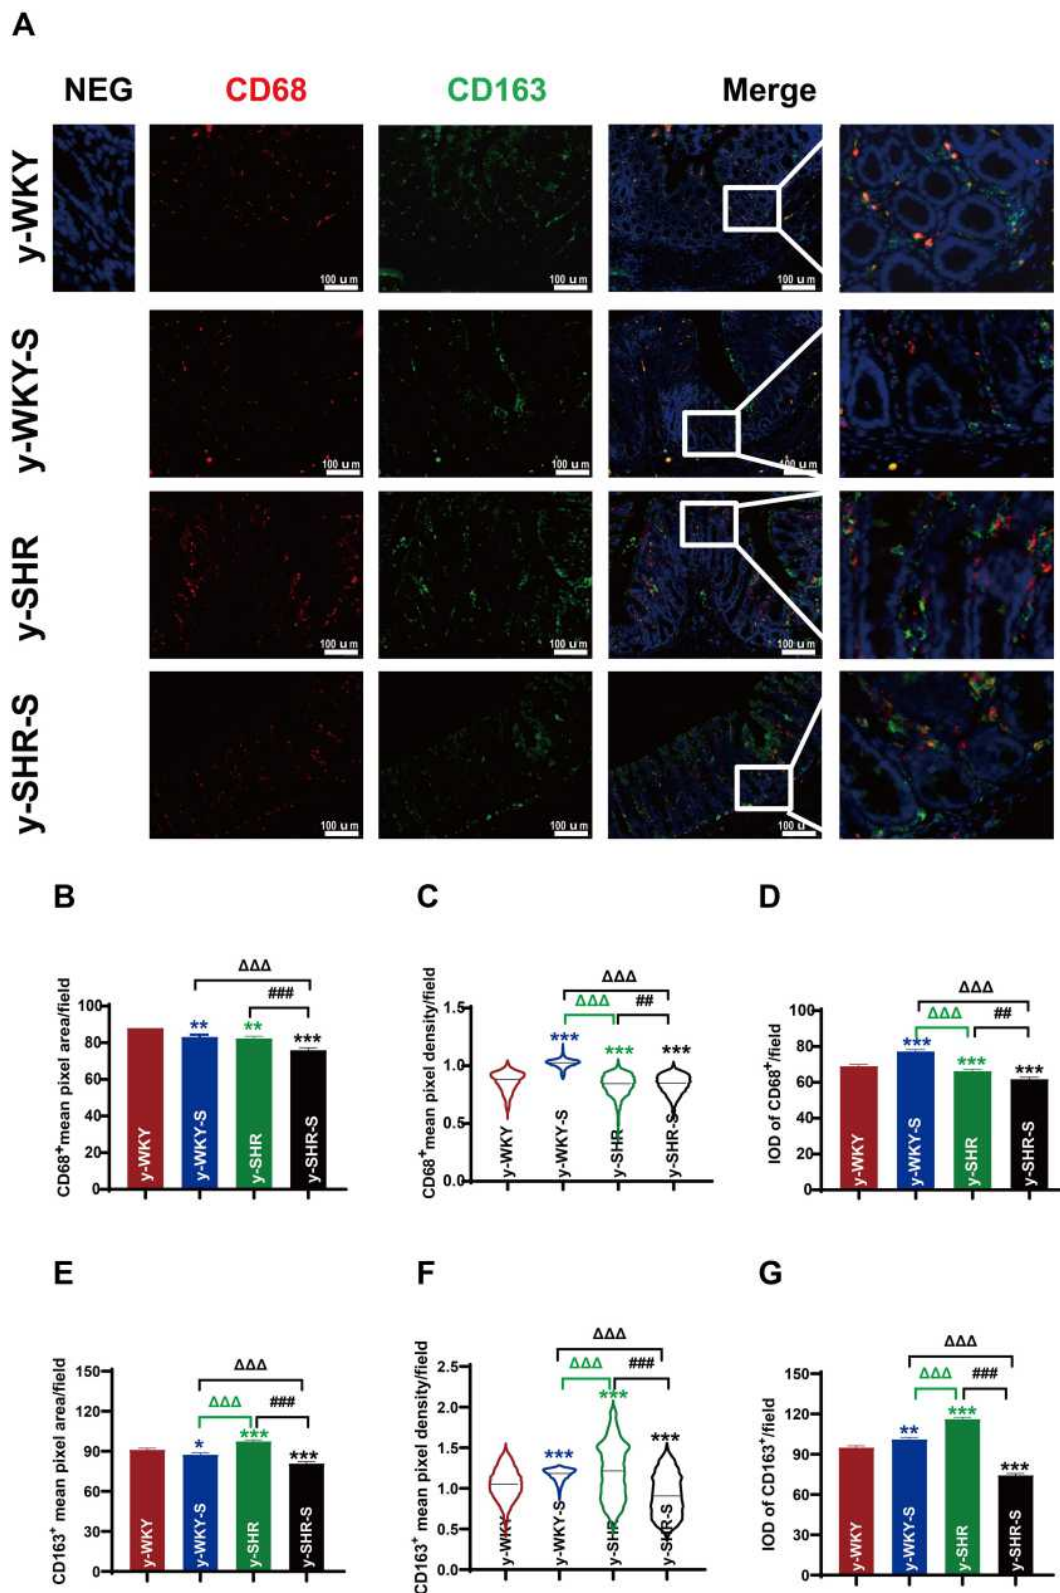 A
NEG CD68 CD163 Merge
y-WKY
100 um 100 um 100 um
y-WKY-S
100 um 100 um 100 um
y-SHR
100 um 100 um 100 um
y-SHR-S
100 um 100 um 100 um
B
CD68+mean pixel area/field
ΔΔΔ
###
** ** ***
100
80
60
40
20
0
y-WKY y-WKY-S y-SHR y-SHR-S
C
CD68+mean pixel density/field
ΔΔΔ
ΔΔΔ ##
*** *** ***
1.5
1.0
0.5
0.0
y-WKY y-WKY-S y-SHR y-SHR-S
D
IOD of CD68+/field
ΔΔΔ
ΔΔΔ ##
*** *** ***
100
80
60
40
20
0
y-WKY y-WKY-S y-SHR y-SHR-S
E
CD163+ mean pixel area/field
ΔΔΔ
ΔΔΔ ###
* *** ***
150
120
90
60
30
0
y-WKY y-WKY-S y-SHR y-SHR-S
F
CD163+ mean pixel density/field
ΔΔΔ
ΔΔΔ ###
*** *** ***
2.5
2.0
1.5
1.0
0.5
0.0
y-WKY y-WKY-S y-SHR y-SHR-S
G
IOD of CD163+/field
ΔΔΔ
ΔΔΔ ###
** *** ***
150
120
90
60
30
0
y-WKY y-WKY-S y-SHR y-SHR-S